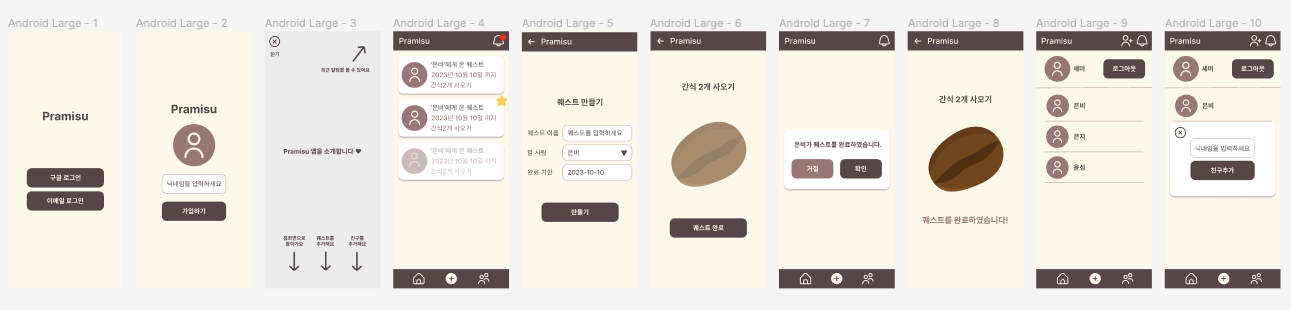 Android Large - 1
Pramisu
구글 로그인
이메일 로그인
Android Large - 2
Pramisu
닉네임을 입력하세요
가입하기
Android Large - 3
닫기
최근 알림을 볼 수 있어요
Pramisu 앱을 소개합니다 ♥
홈화면으로
돌아가요
퀘스트를
추가해요
친구를
추가해요
Android Large - 4
Pramisu
'은비'에게 온 퀘스트
2023년 10월 10일 까지
간식2개 사오기
'은비'에게 온 퀘스트
2023년 10월 10일 까지
간식2개 사오기
'은비'에게 온 퀘스트
2023년 10월 10일 까지
간식2개 사오기
Android Large - 5
Pramisu
퀘스트 만들기
퀘스트 이름
퀘스트를 입력하세요
할 사람
은비
완료 기한
2023-10-10
만들기
Android Large - 6
Pramisu
간식 2개 사오기
퀘스트 완료
Android Large - 7
Pramisu
은비가 퀘스트를 완료하였습니다.
거절
확인
Android Large - 8
Pramisu
간식 2개 사오기
퀘스트를 완료하였습니다!
Android Large - 9
Pramisu
세미
로그아웃
은비
은지
윤성
Android Large - 10
Pramisu
세미
로그아웃
은비
닉네임을 입력하세요
친구추가